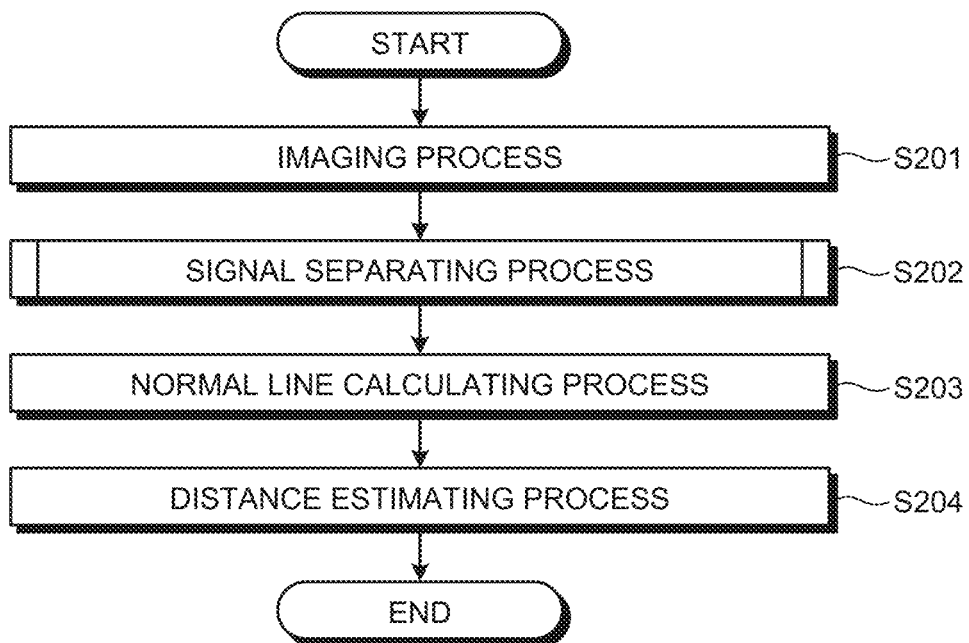 START
IMAGING PROCESS
S201
SIGNAL SEPARATING PROCESS
S202
NORMAL LINE CALCULATING PROCESS
S203
DISTANCE ESTIMATING PROCESS
S204
END